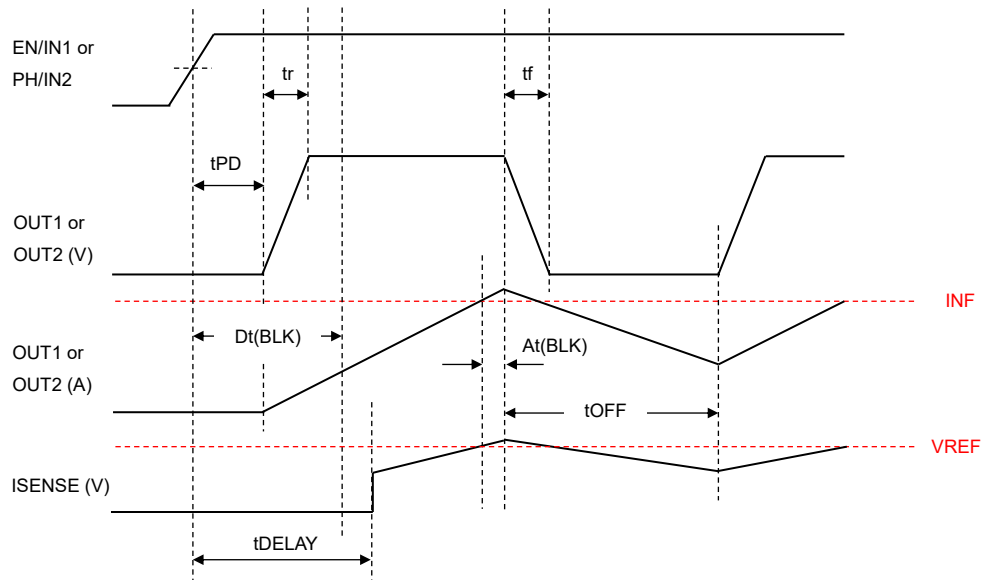 EN/IN1 or
PH/IN2
tr
tf
tPD
OUT1 or
OUT2 (V)
INF
Dt(BLK)
At(BLK)
OUT1 or
OUT2 (A)
tOFF
VREF
ISENSE (V)
tDELAY